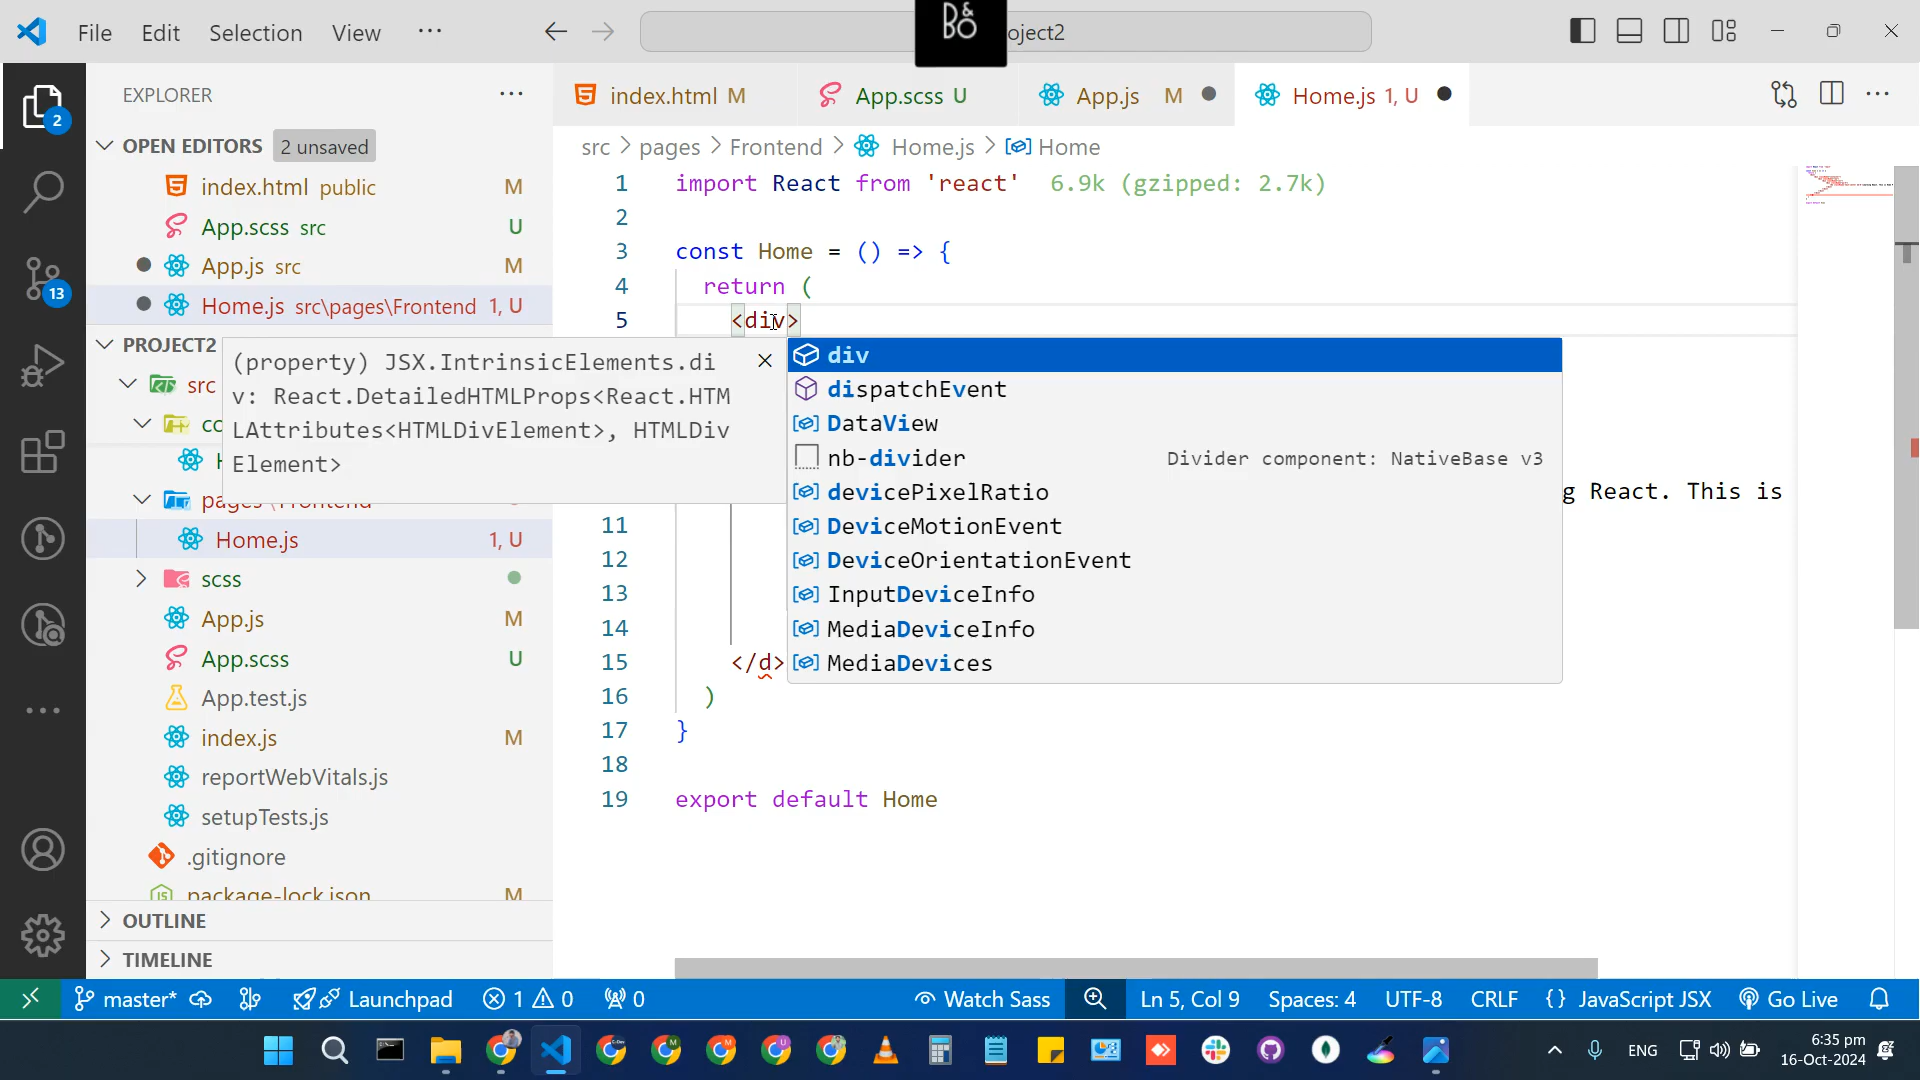 File Edit Selection View ···
B&O
oject2
EXPLORER
index.html M
App.scss U
App.js M
Home.js 1, U
OPEN EDITORS 2 unsaved
src > pages > Frontend > Home.js > Home
index.html public M
App.scss src U
App.js src M
Home.js src\pages\Frontend 1, U
1 import React from 'react' 6.9k (gzipped: 2.7k)
2
3 const Home = () => {
4 return (
5 <div>
PROJECT2
src
(property) JSX.IntrinsicElements.di
v: React.DetailedHTMLProps<React.HTM
LAttributes<HTMLDivElement>, HTMLDiv
Element>
div
dispatchEvent
DataView
nb-divider Divider component: NativeBase v3
devicePixelRatio
DeviceMotionEvent
DeviceOrientationEvent
InputDeviceInfo
MediaDeviceInfo
MediaDevices
g React. This is
11
12
13
14
15 </d>
16 )
17 }
18
19 export default Home
Home.js 1, U
scss
App.js M
App.scss U
App.test.js
index.js M
reportWebVitals.js
setupTests.js
.gitignore
package-lock.json M
OUTLINE
TIMELINE
2
13
master* Launchpad 1 0 0
Watch Sass Ln 5, Col 9 Spaces: 4 UTF-8 CRLF {} JavaScript JSX Go Live
ENG
6:35 pm
16-Oct-2024